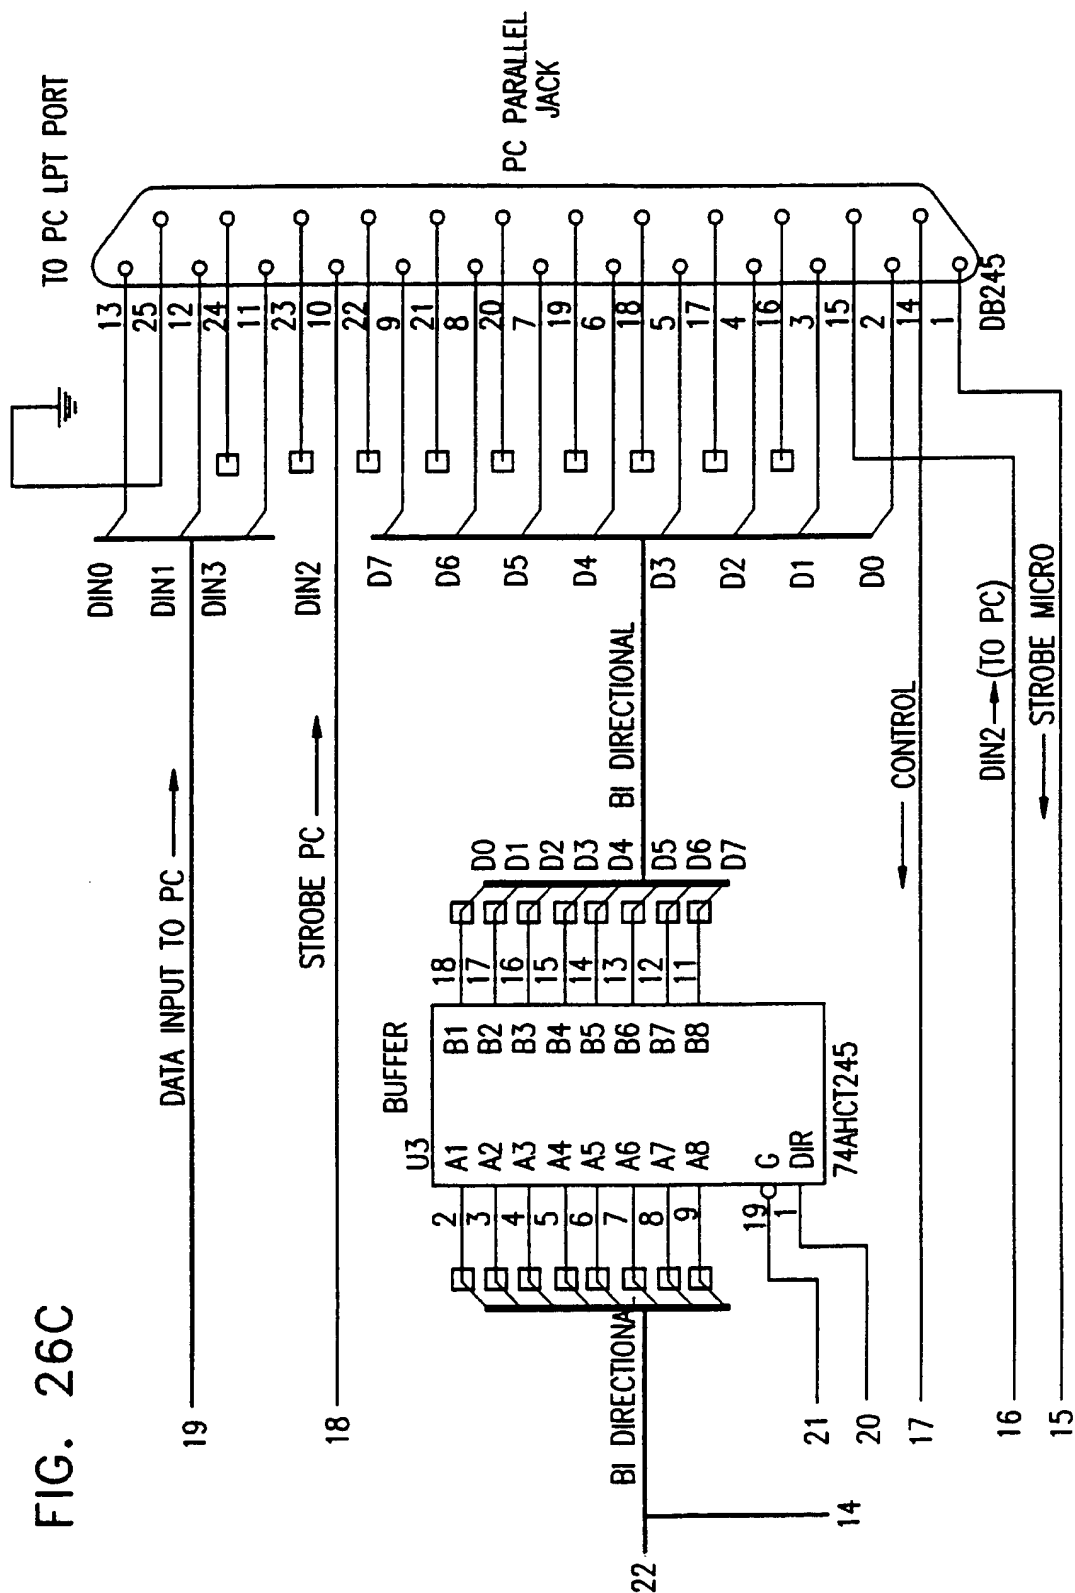 FIG. 26C
TO PC LPT PORT
PC PARALLEL
JACK
DB245
13
25
12
24
11
23
10
22
9
21
8
20
7
19
6
18
5
17
4
16
3
15
2
14
1
DIN0
DIN1
DIN3
DIN2
D7
D6
D5
D4
D3
D2
D1
D0
19
DATA INPUT TO PC
18
STROBE PC
BI DIRECTIONAL
U3
BUFFER
2 A1 B1 18 D0
3 A2 B2 17 D1
4 A3 B3 16 D2
5 A4 B4 15 D3
6 A5 B5 14 D4
7 A6 B6 13 D5
8 A7 B7 12 D6
9 A8 B8 11 D7
19 G
1 DIR
74AHCT245
22
BI DIRECTIONAL
14
21
20
17
CONTROL
16
DIN2 (TO PC)
15
STROBE MICRO